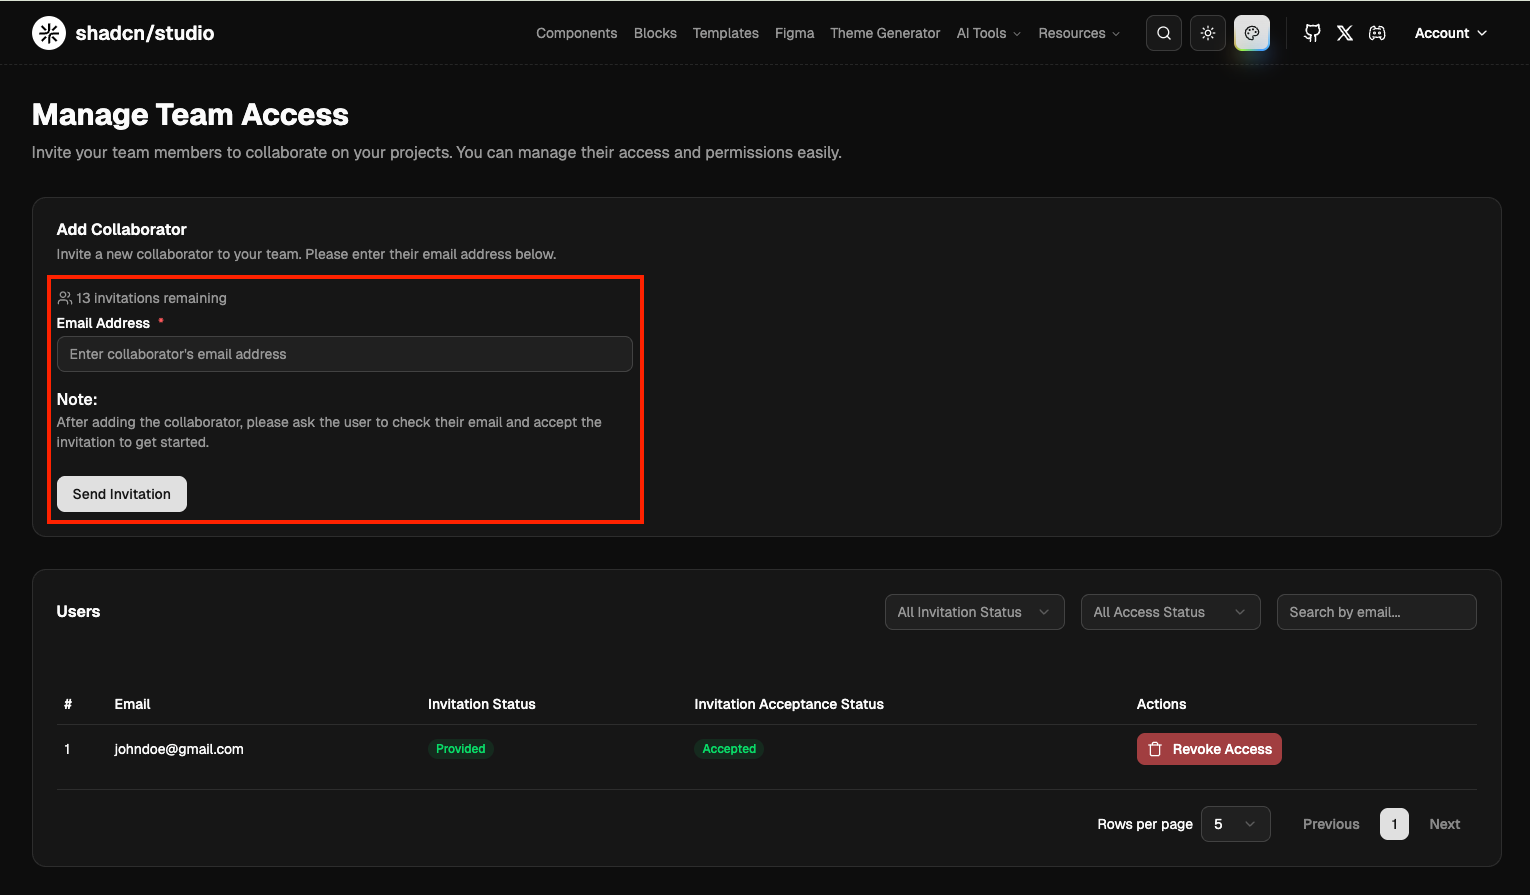 shadcn/studio
Components Blocks Templates Figma Theme Generator AI Tools Resources Account
Manage Team Access
Invite your team members to collaborate on your projects. You can manage their access and permissions easily.
Add Collaborator
Invite a new collaborator to your team. Please enter their email address below.
13 invitations remaining
Email Address *
Enter collaborator's email address
Note:
After adding the collaborator, please ask the user to check their email and accept the
invitation to get started.
Send Invitation
Users
All Invitation Status All Access Status Search by email...
# Email Invitation Status Invitation Acceptance Status Actions
1 johndoe@gmail.com Provided Accepted Revoke Access
Rows per page 5 Previous 1 Next